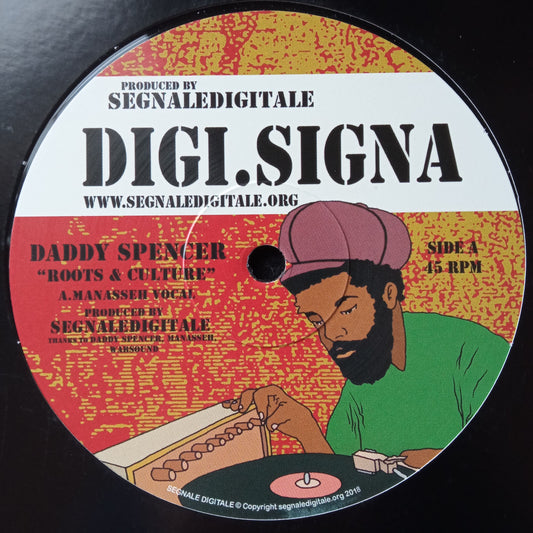 PRODUCED BY
SEGNALEDIGITALE
DIGI.SIGNA
WWW.SEGNALEDIGITALE.ORG
DADDY SPENCER
"ROOTS & CULTURE"
A.MANASSEH VOCAL
PRODUCED BY
SEGNALEDIGITALE
THANKS TO DADDY SPENCER, MANASSEH,
WARSOUND
SIDE A
45 RPM
SEGNALE DIGITALE © Copyright segnaledigitale.org 2018